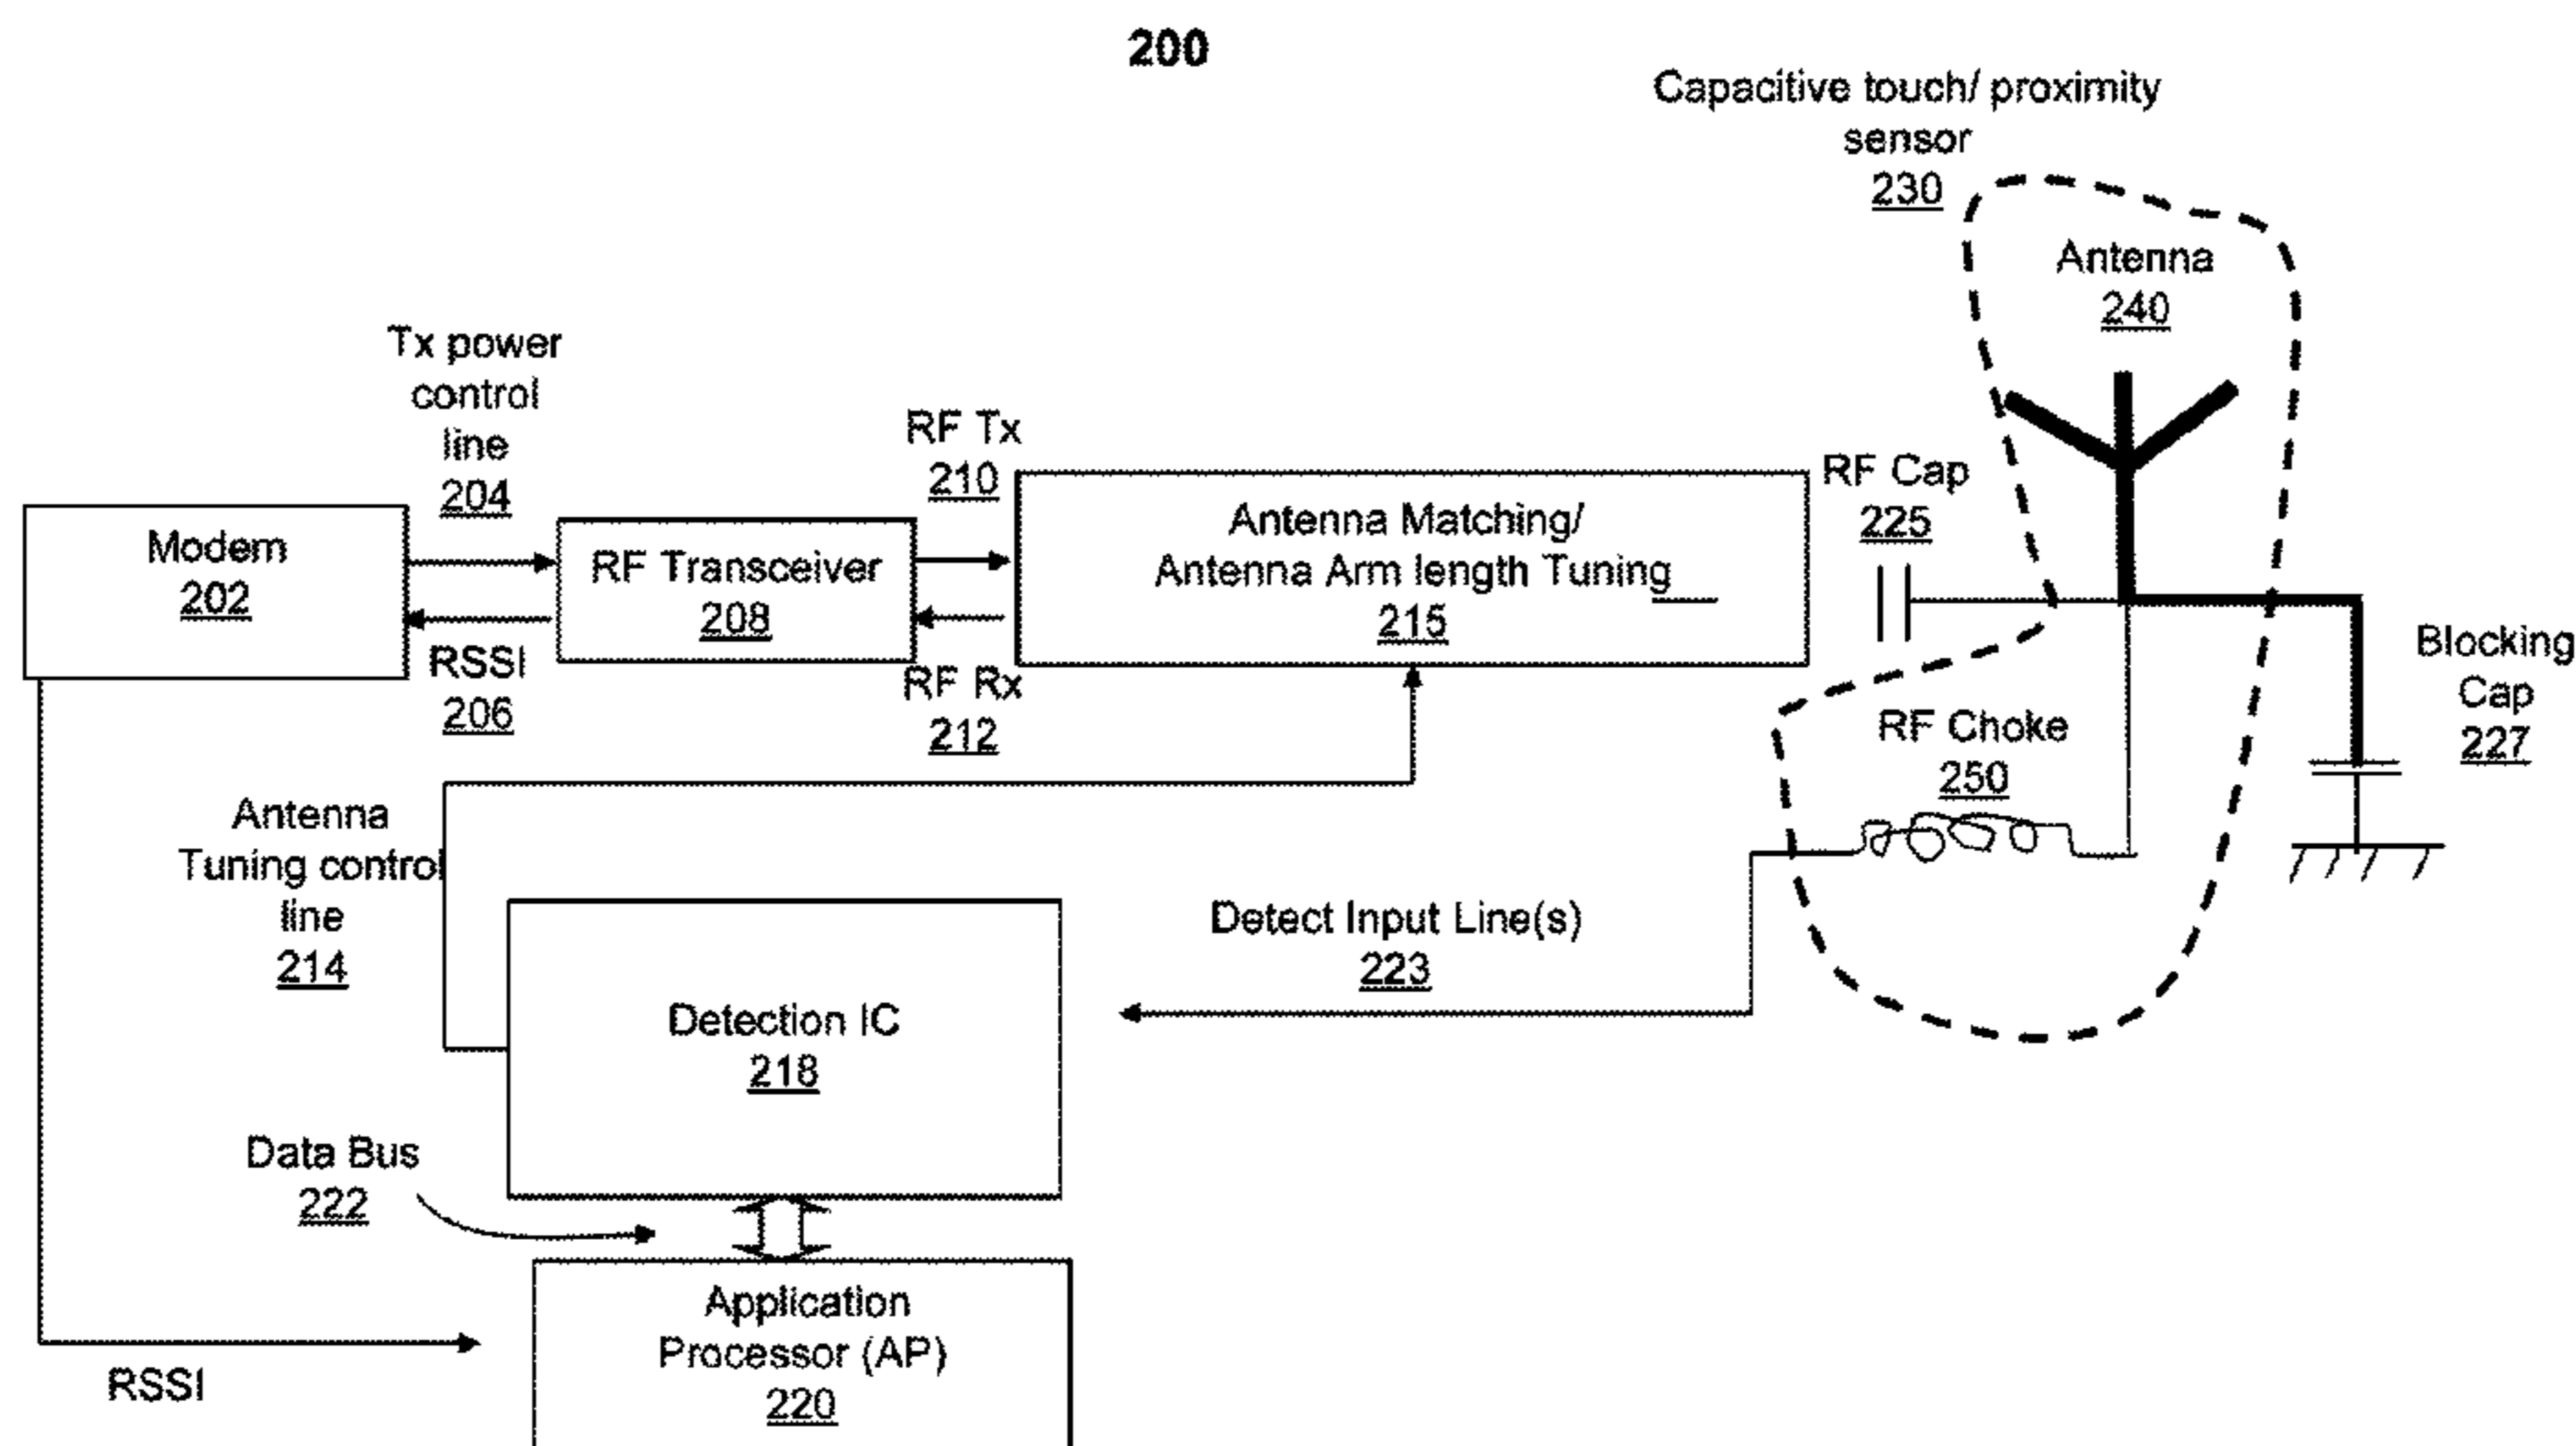 200
Capacitive touch/ proximity
sensor
230
Antenna
240
Tx power
control
line
204
RF Tx
210
RF Cap
225
Modem
202
RF Transceiver
208
Antenna Matching/
Antenna Arm length Tuning
215
RSSI
206
RF Rx
212
Blocking
Cap
227
RF Choke
250
Antenna
Tuning control
line
214
Detect Input Line(s)
223
Detection IC
218
Data Bus
222
Application
Processor (AP)
220
RSSI